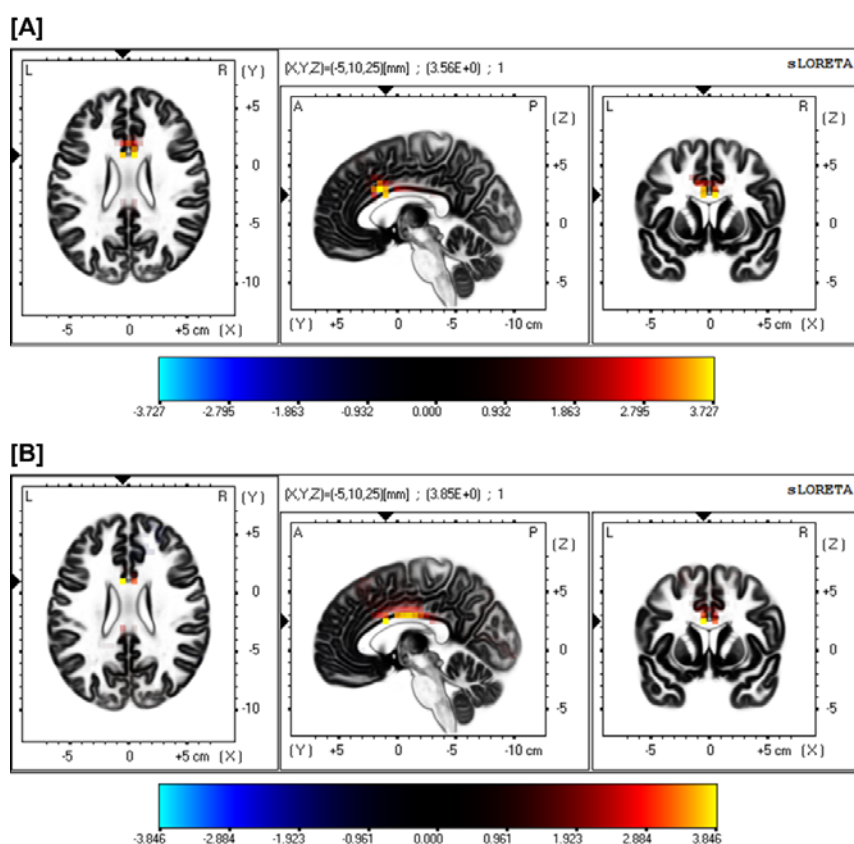 [A]
L R (Y) (X,Y,Z)=(-5,10,25)[mm] ; (3.56E+0) ; 1 sLORETA
A P (Z) L R (Z)
+5 +5 +5
0 0 0
-5 -5 -5
-10
-5 0 +5 cm (X) (Y) +5 0 -5 -10 cm -5 0 +5 cm (X)
-3.727 -2.795 -1.863 -0.932 0.000 0.932 1.863 2.795 3.727
[B]
L R (Y) (X,Y,Z)=(-5,10,25)[mm] ; (3.85E+0) ; 1 sLORETA
A P (Z) L R (Z)
+5 +5 +5
0 0 0
-5 -5 -5
-10
-5 0 +5 cm (X) (Y) +5 0 -5 -10 cm -5 0 +5 cm (X)
-3.846 -2.884 -1.923 -0.961 0.000 0.961 1.923 2.884 3.846